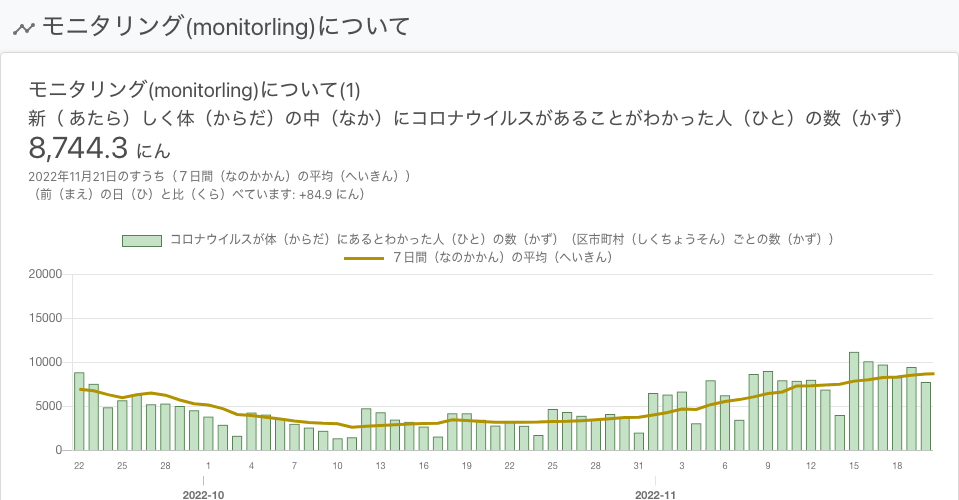 モニタリング(monitorling)について
モニタリング(monitorling)について(1)
新（ あたら）しく体（からだ）の中（なか）にコロナウイルスがあることがわかった人（ひと）の数（かず）
8,744.3 にん
2022年11月21日のすうち（７日間（なのかかん）の平均（へいきん））
（前（まえ）の日（ひ）と比（くら）べています: +84.9 にん）
コロナウイルスが体（からだ）にあるとわかった人（ひと）の数（かず）（区市町村（しくちょうそん）ごとの数（かず））
７日間（なのかかん）の平均（へいきん）
20000
15000
10000
5000
0
22 25 28 1 4 7 10 13 16 19 22 25 28 31 3 6 9 12 15 18
2022-10 2022-11